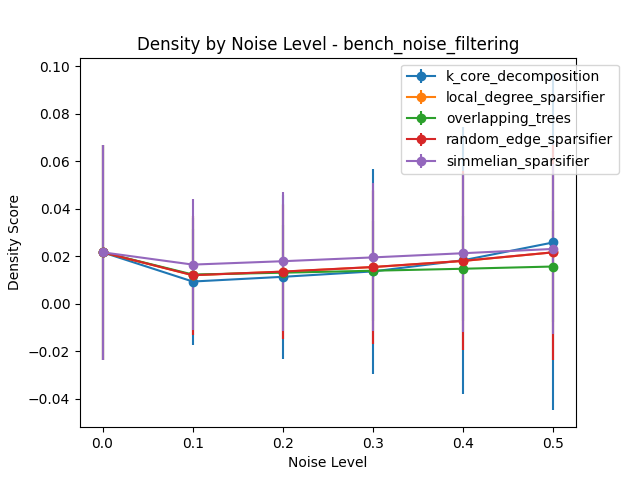 Density by Noise Level - bench_noise_filtering
k_core_decomposition
local_degree_sparsifier
overlapping_trees
random_edge_sparsifier
simmelian_sparsifier
Density Score
0.10
0.08
0.06
0.04
0.02
0.00
−0.02
−0.04
0.0 0.1 0.2 0.3 0.4 0.5
Noise Level